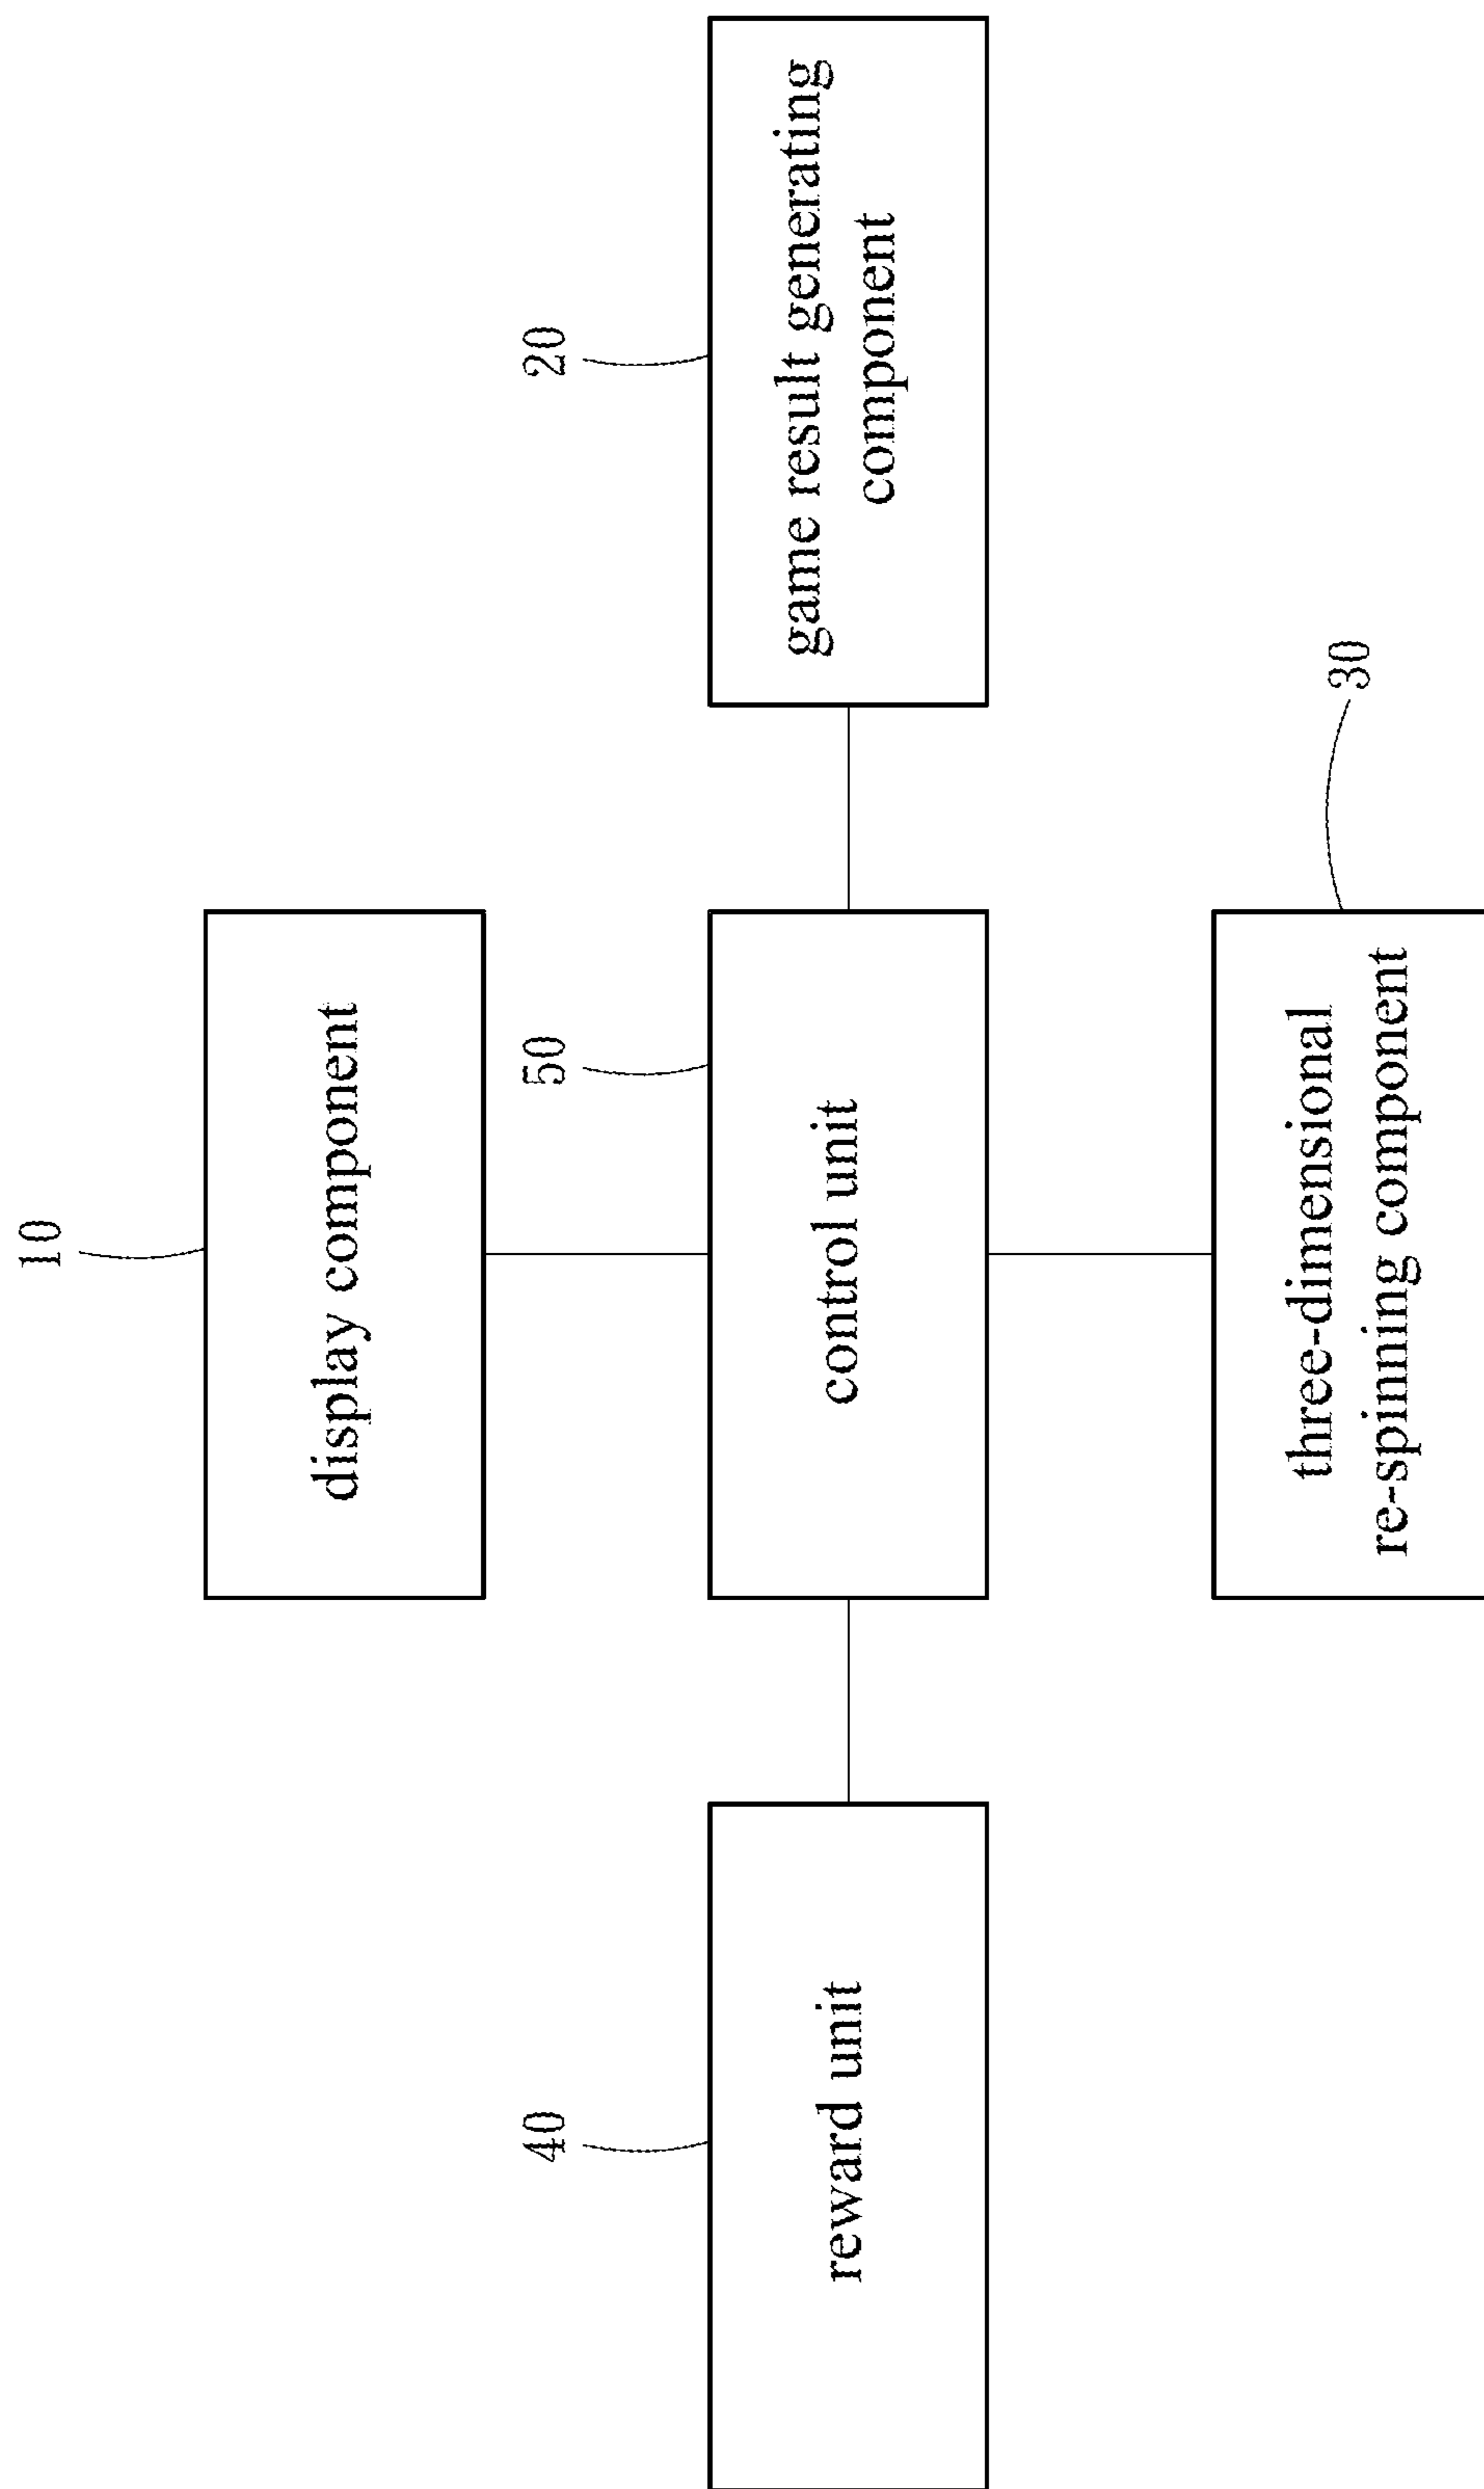 10
display component
40
50
20
reward unit
control unit
game result generating
component
30
three-dimensional
re-spinning component